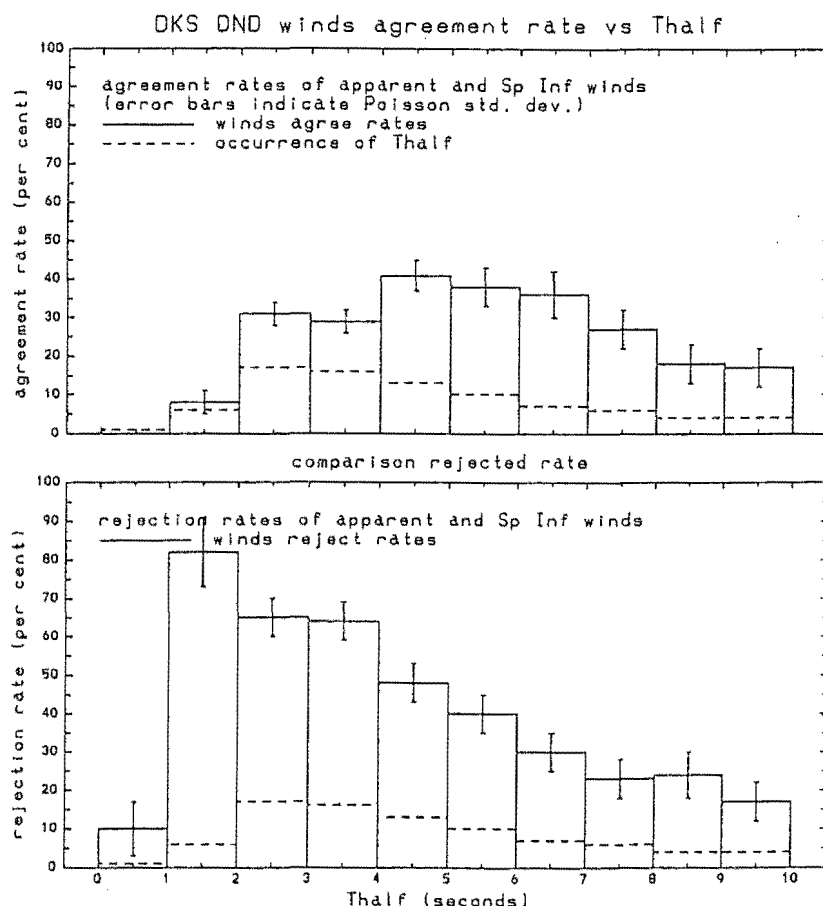 DKS DND winds agreement rate vs Thalf
100
90
80
70
60
50
40
30
20
10
0
agreement rate (per cent)
agreement rates of apparent and Sp Inf winds
(error bars indicate Poisson std. dev.)
winds agree rates
occurrence of Thalf
comparison rejected rate
100
90
80
70
60
50
40
30
20
10
0
rejection rate (per cent)
rejection rates of apparent and Sp Inf winds
winds reject rates
0 1 2 3 4 5 6 7 8 9 10
Thalf (seconds)